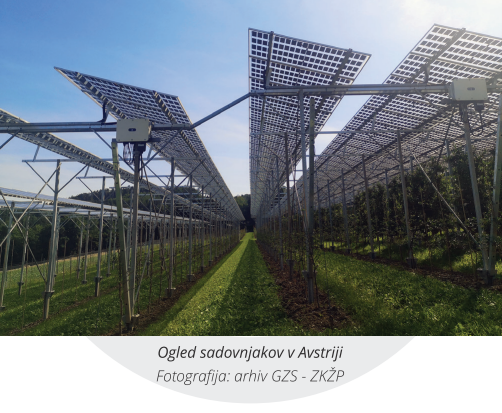 Ogled sadovnjakov v Avstriji
Fotografija: arhiv GZS - ZKŽP